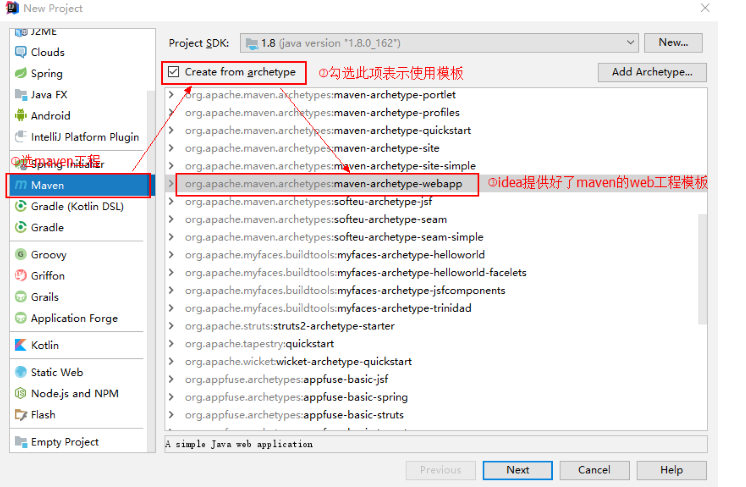 New Project
J2ME
Clouds
Spring
Java FX
Android
IntelliJ Platform Plugin
Spring Initializr
①选maven工程
Maven
Gradle (Kotlin DSL)
Gradle
Groovy
Griffon
Grails
Application Forge
Kotlin
Static Web
Node.js and NPM
Flash
Empty Project
Project SDK: 1.8 (java version "1.8.0_162") New...
Create from archetype ②勾选此项表示使用模板 Add Archetype...
org.apache.maven.archetypes:maven-archetype-portlet
org.apache.maven.archetypes:maven-archetype-profiles
org.apache.maven.archetypes:maven-archetype-quickstart
org.apache.maven.archetypes:maven-archetype-site
org.apache.maven.archetypes:maven-archetype-site-simple
org.apache.maven.archetypes:maven-archetype-webapp ③idea提供好了maven的web工程模板
org.apache.maven.archetypes:softeu-archetype-jsf
org.apache.maven.archetypes:softeu-archetype-seam
org.apache.maven.archetypes:softeu-archetype-seam-simple
org.apache.myfaces.buildtools:myfaces-archetype-helloworld
org.apache.myfaces.buildtools:myfaces-archetype-helloworld-facelets
org.apache.myfaces.buildtools:myfaces-archetype-jsfcomponents
org.apache.myfaces.buildtools:myfaces-archetype-trinidad
org.apache.struts:struts2-archetype-starter
org.apache.tapestry:quickstart
org.apache.wicket:wicket-archetype-quickstart
org.appfuse.archetypes:appfuse-basic-jsf
org.appfuse.archetypes:appfuse-basic-spring
org.appfuse.archetypes:appfuse-basic-struts
A simple Java web application
Previous Next Cancel Help